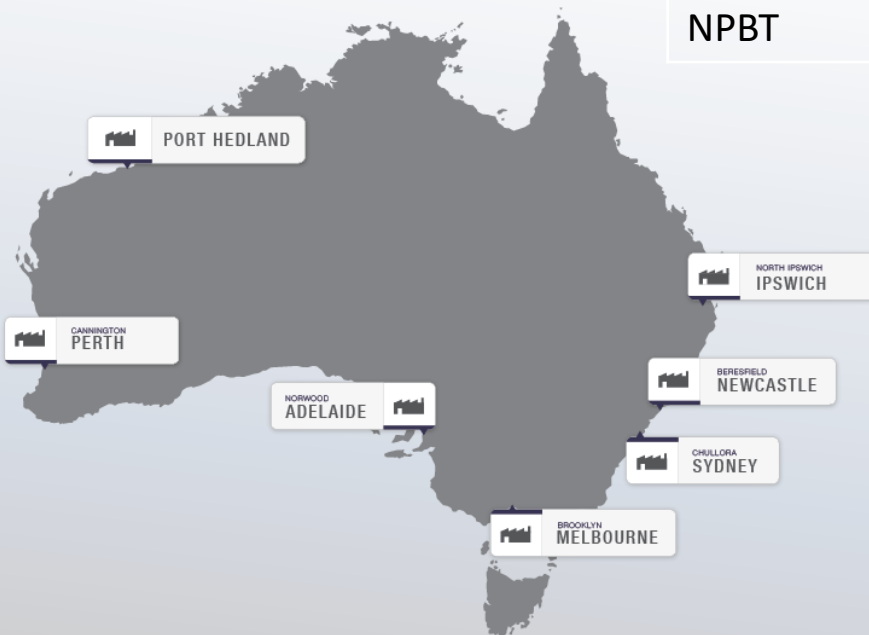 NPBT
PORT HEDLAND
NORTH IPSWICH
IPSWICH
CANNINGTON
PERTH
BERESFIELD
NEWCASTLE
NORWOOD
ADELAIDE
CHULLORA
SYDNEY
BROOKLYN
MELBOURNE